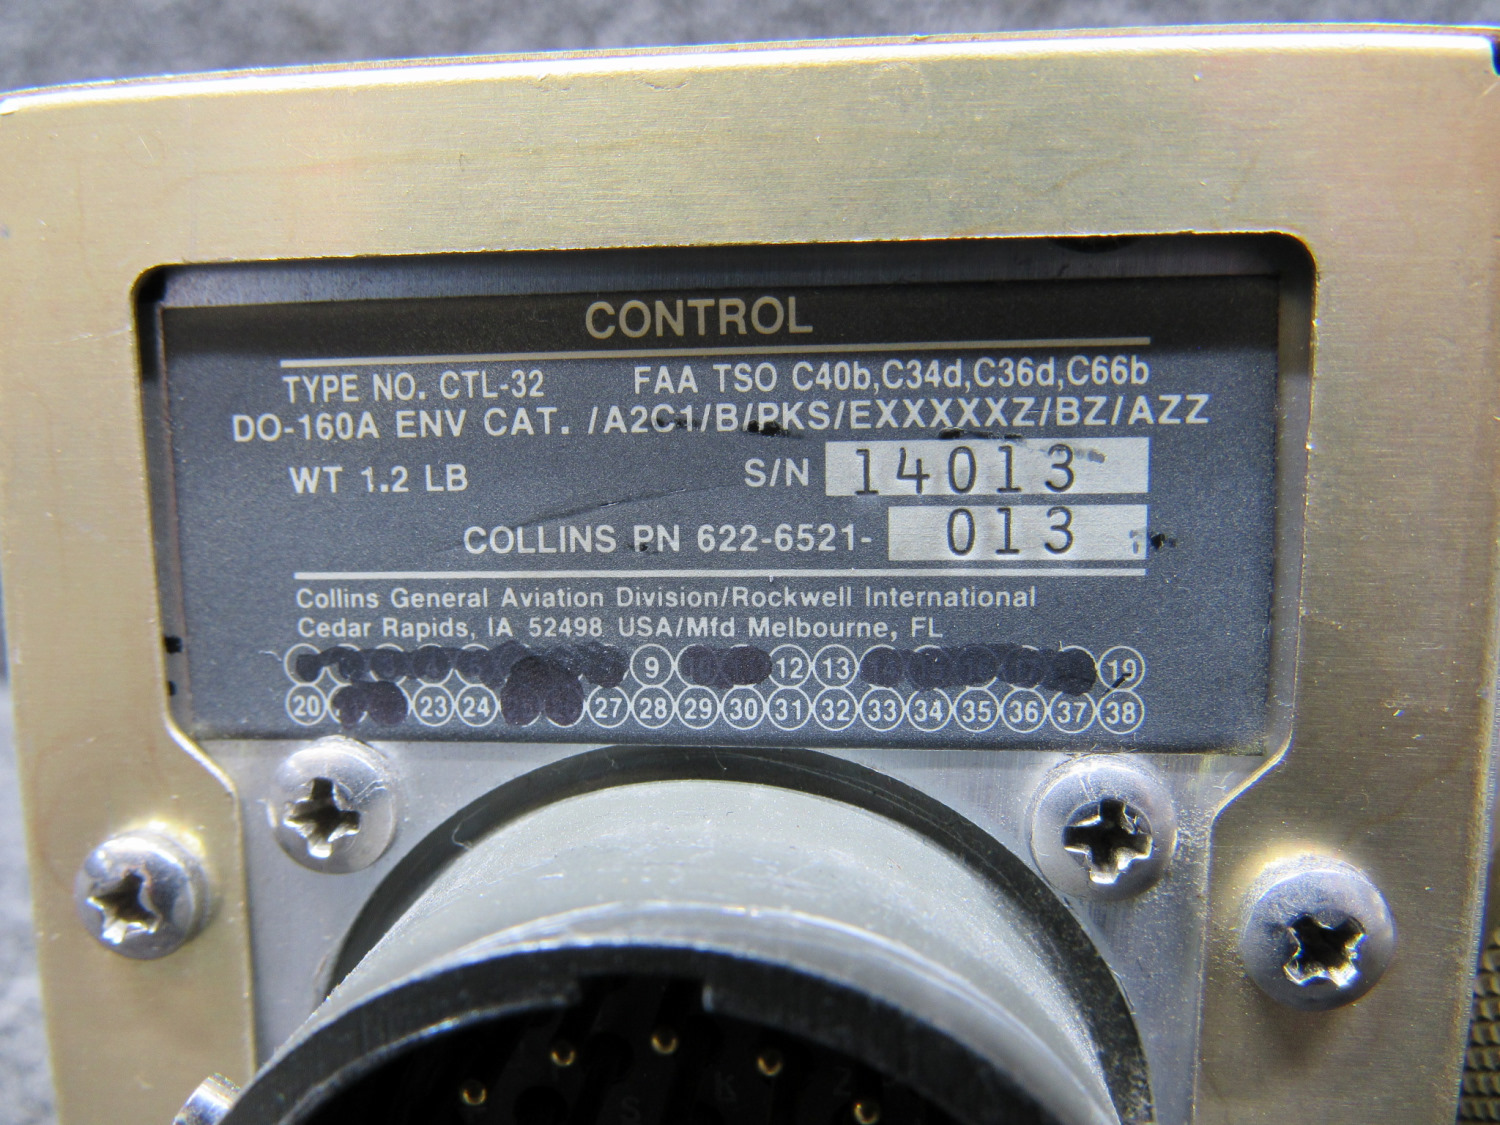 CONTROL
TYPE NO. CTL-32 FAA TSO C40b,C34d,C36d,C66b
DO-160A ENV CAT. /A2C1/B/PKS/EXXXXXZ/BZ/AZZ
WT 1.2 LB S/N 14013
COLLINS PN 622-6521- 013
Collins General Aviation Division/Rockwell International
Cedar Rapids, IA 52498 USA/Mfd Melbourne, FL
9 12 13 19
20 23 24 27 28 29 30 31 32 33 34 35 36 37 38